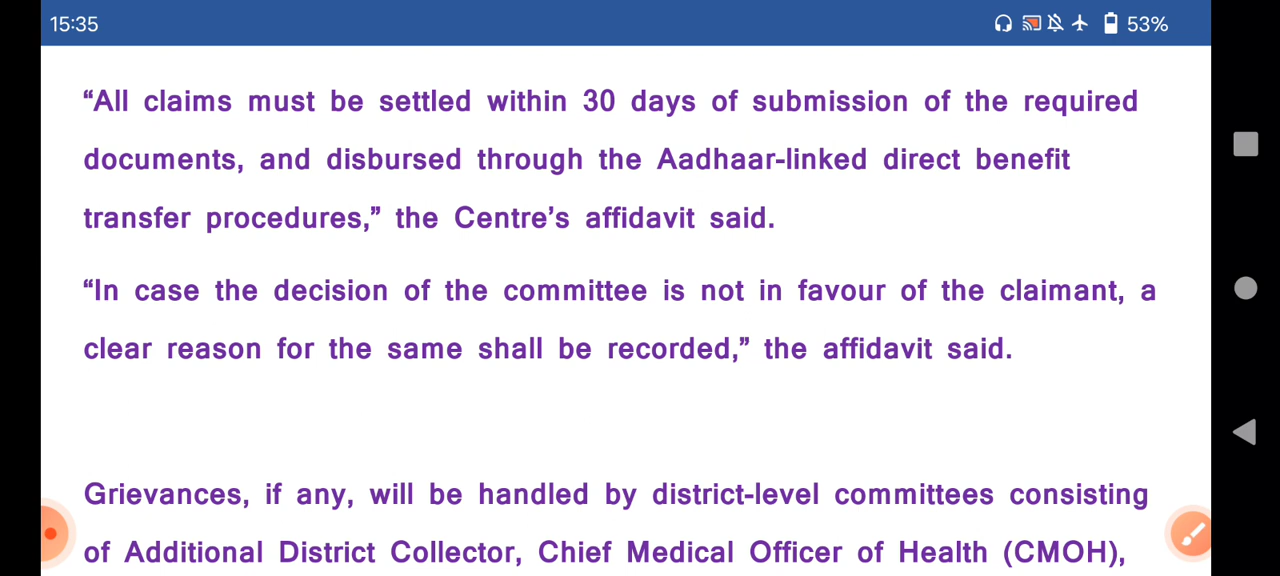 15:35
53%
“All claims must be settled within 30 days of submission of the required
documents, and disbursed through the Aadhaar-linked direct benefit
transfer procedures,” the Centre’s affidavit said.
“In case the decision of the committee is not in favour of the claimant, a
clear reason for the same shall be recorded,” the affidavit said.
Grievances, if any, will be handled by district-level committees consisting
of Additional District Collector, Chief Medical Officer of Health (CMOH),